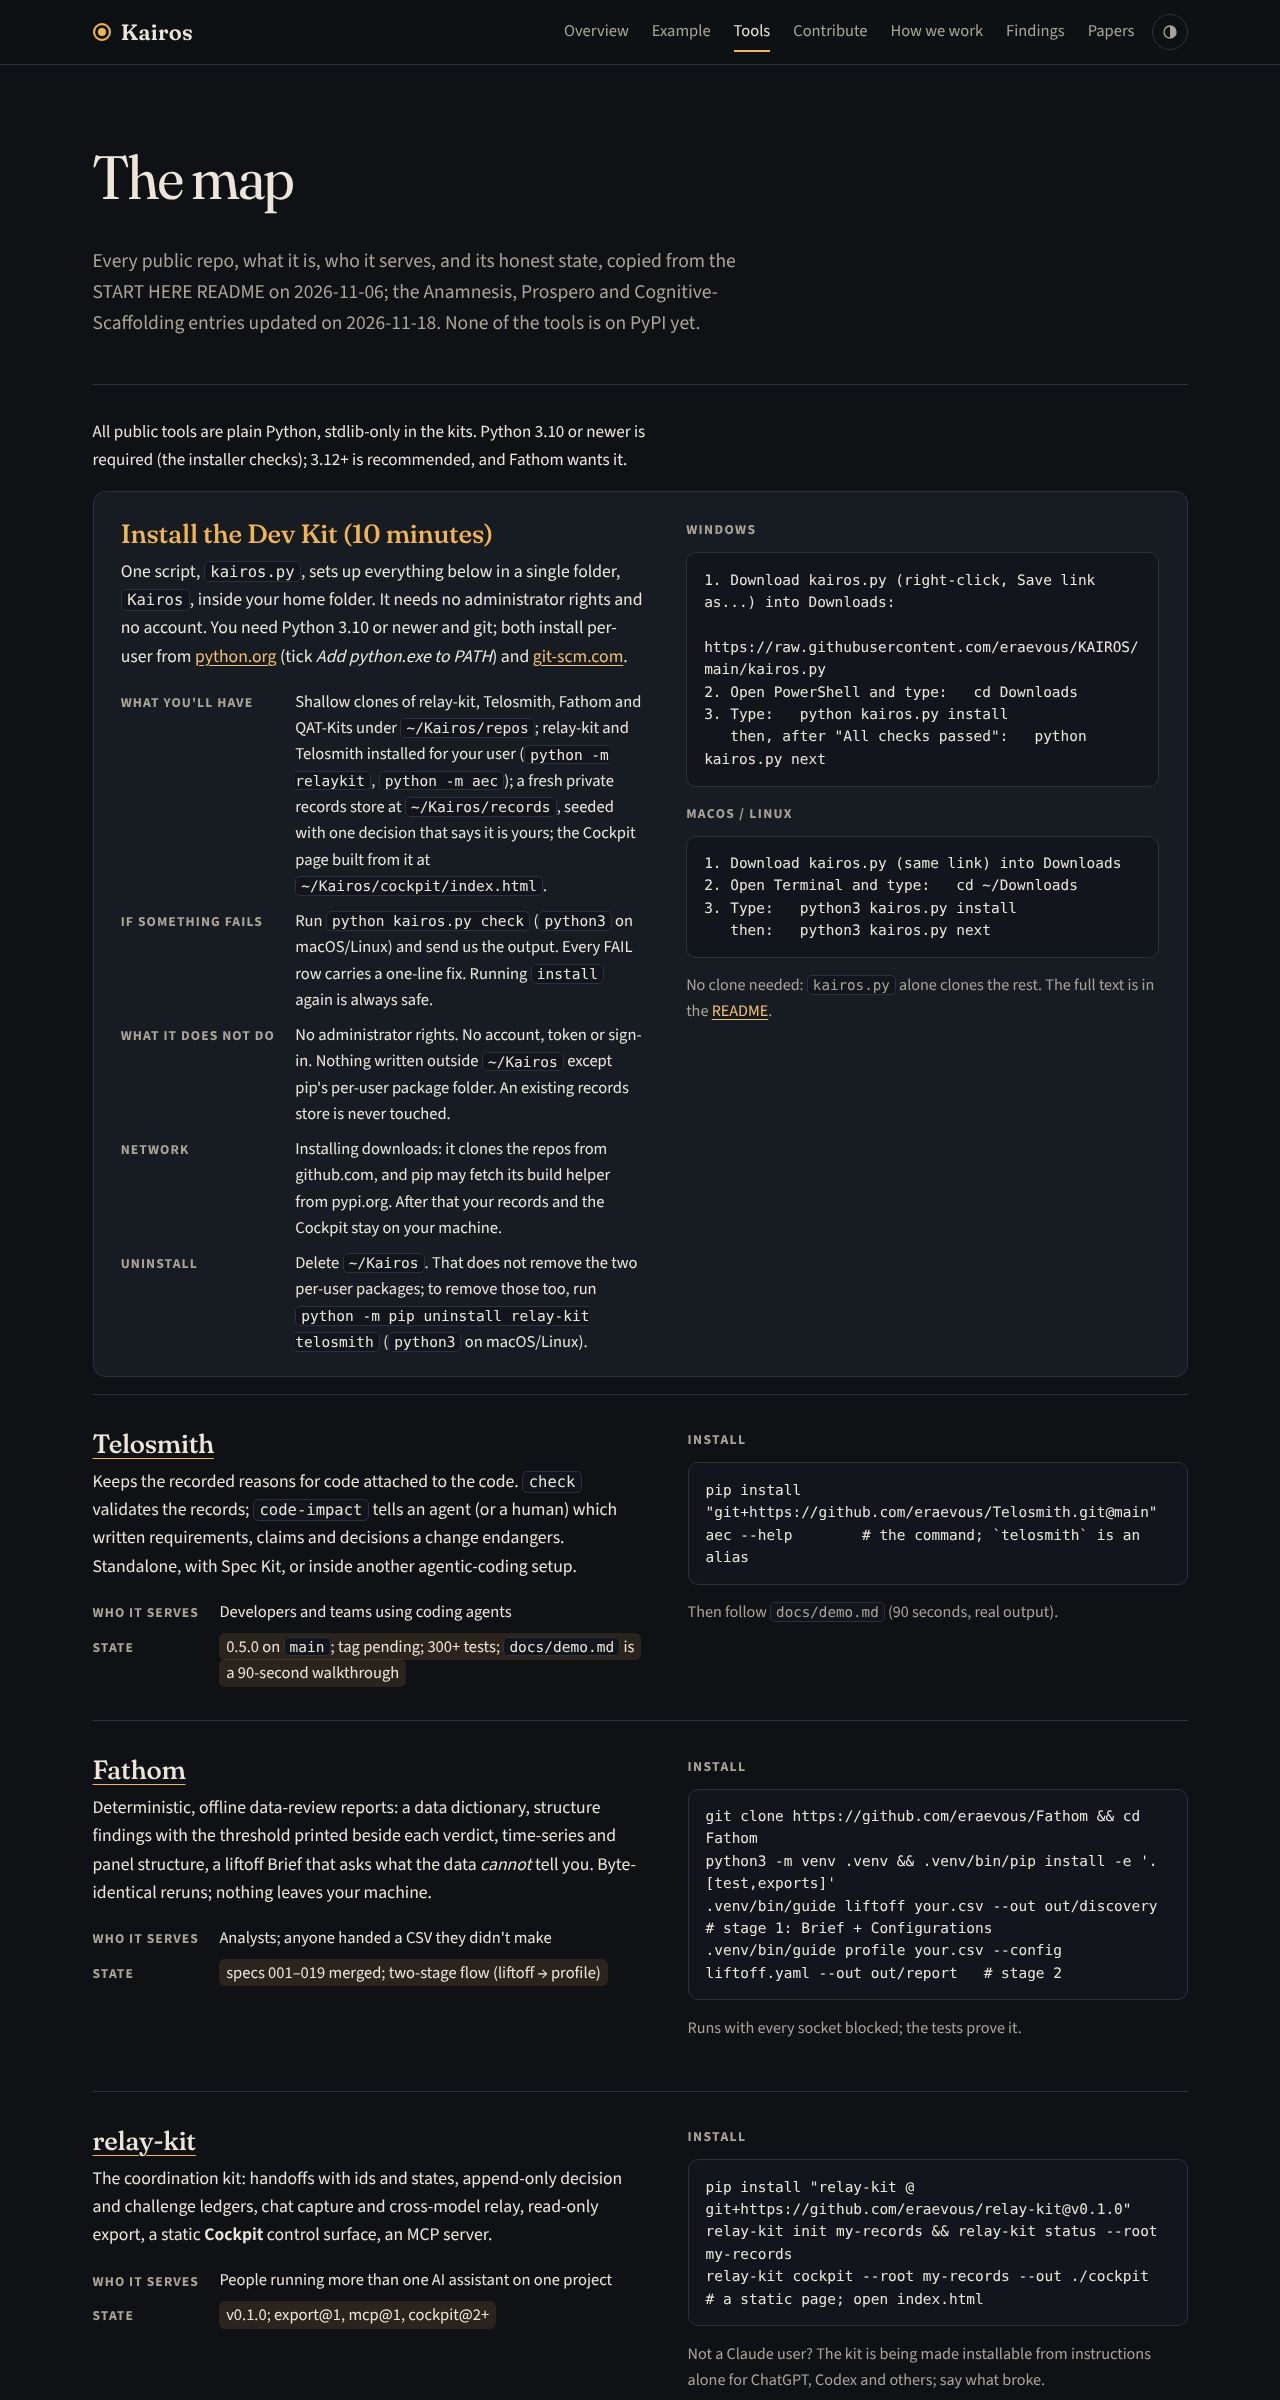 Kairos
Overview Example Tools Contribute How we work Findings Papers
The map
Every public repo, what it is, who it serves, and its honest state, copied from the
START HERE README on 2026-11-06; the Anamnesis, Prospero and Cognitive-
Scaffolding entries updated on 2026-11-18. None of the tools is on PyPI yet.
All public tools are plain Python, stdlib-only in the kits. Python 3.10 or newer is
required (the installer checks); 3.12+ is recommended, and Fathom wants it.
Install the Dev Kit (10 minutes)
One script, kairos.py, sets up everything below in a single folder,
Kairos, inside your home folder. It needs no administrator rights and
no account. You need Python 3.10 or newer and git; both install per-
user from python.org (tick Add python.exe to PATH) and git-scm.com.
WHAT YOU'LL HAVE
Shallow clones of relay-kit, Telosmith, Fathom and
QAT-Kits under ~/Kairos/repos; relay-kit and
Telosmith installed for your user (python -m
relaykit, python -m aec); a fresh private
records store at ~/Kairos/records, seeded
with one decision that says it is yours; the Cockpit
page built from it at
~/Kairos/cockpit/index.html.
IF SOMETHING FAILS
Run python kairos.py check (python3 on
macOS/Linux) and send us the output. Every FAIL
row carries a one-line fix. Running install
again is always safe.
WHAT IT DOES NOT DO
No administrator rights. No account, token or sign-
in. Nothing written outside ~/Kairos except
pip's per-user package folder. An existing records
store is never touched.
NETWORK
Installing downloads: it clones the repos from
github.com, and pip may fetch its build helper
from pypi.org. After that your records and the
Cockpit stay on your machine.
UNINSTALL
Delete ~/Kairos. That does not remove the two
per-user packages; to remove those too, run
python -m pip uninstall relay-kit
telosmith (python3 on macOS/Linux).
WINDOWS
1. Download kairos.py (right-click, Save link
as...) into Downloads:
https://raw.githubusercontent.com/eraevous/KAIROS/
main/kairos.py
2. Open PowerShell and type:   cd Downloads
3. Type:   python kairos.py install
then, after "All checks passed":   python
kairos.py next
MACOS / LINUX
1. Download kairos.py (same link) into Downloads
2. Open Terminal and type:   cd ~/Downloads
3. Type:   python3 kairos.py install
then:   python3 kairos.py next
No clone needed: kairos.py alone clones the rest. The full text is in
the README.
Telosmith
Keeps the recorded reasons for code attached to the code. check
validates the records; code-impact tells an agent (or a human) which
written requirements, claims and decisions a change endangers.
Standalone, with Spec Kit, or inside another agentic-coding setup.
WHO IT SERVES
Developers and teams using coding agents
STATE
0.5.0 on main; tag pending; 300+ tests; docs/demo.md is
a 90-second walkthrough
INSTALL
pip install
"git+https://github.com/eraevous/Telosmith.git@main"
aec --help        # the command; `telosmith` is an
alias
Then follow docs/demo.md (90 seconds, real output).
Fathom
Deterministic, offline data-review reports: a data dictionary, structure
findings with the threshold printed beside each verdict, time-series and
panel structure, a liftoff Brief that asks what the data cannot tell you. Byte-
identical reruns; nothing leaves your machine.
WHO IT SERVES
Analysts; anyone handed a CSV they didn't make
STATE
specs 001–019 merged; two-stage flow (liftoff → profile)
INSTALL
git clone https://github.com/eraevous/Fathom && cd
Fathom
python3 -m venv .venv && .venv/bin/pip install -e '.
[test,exports]'
.venv/bin/guide liftoff your.csv --out out/discovery
# stage 1: Brief + Configurations
.venv/bin/guide profile your.csv --config
liftoff.yaml --out out/report   # stage 2
Runs with every socket blocked; the tests prove it.
relay-kit
The coordination kit: handoffs with ids and states, append-only decision
and challenge ledgers, chat capture and cross-model relay, read-only
export, a static Cockpit control surface, an MCP server.
WHO IT SERVES
People running more than one AI assistant on one project
STATE
v0.1.0; export@1, mcp@1, cockpit@2+
INSTALL
pip install "relay-kit @
git+https://github.com/eraevous/relay-kit@v0.1.0"
relay-kit init my-records && relay-kit status --root
my-records
relay-kit cockpit --root my-records --out ./cockpit
# a static page; open index.html
Not a Claude user? The kit is being made installable from instructions
alone for ChatGPT, Codex and others; say what broke.